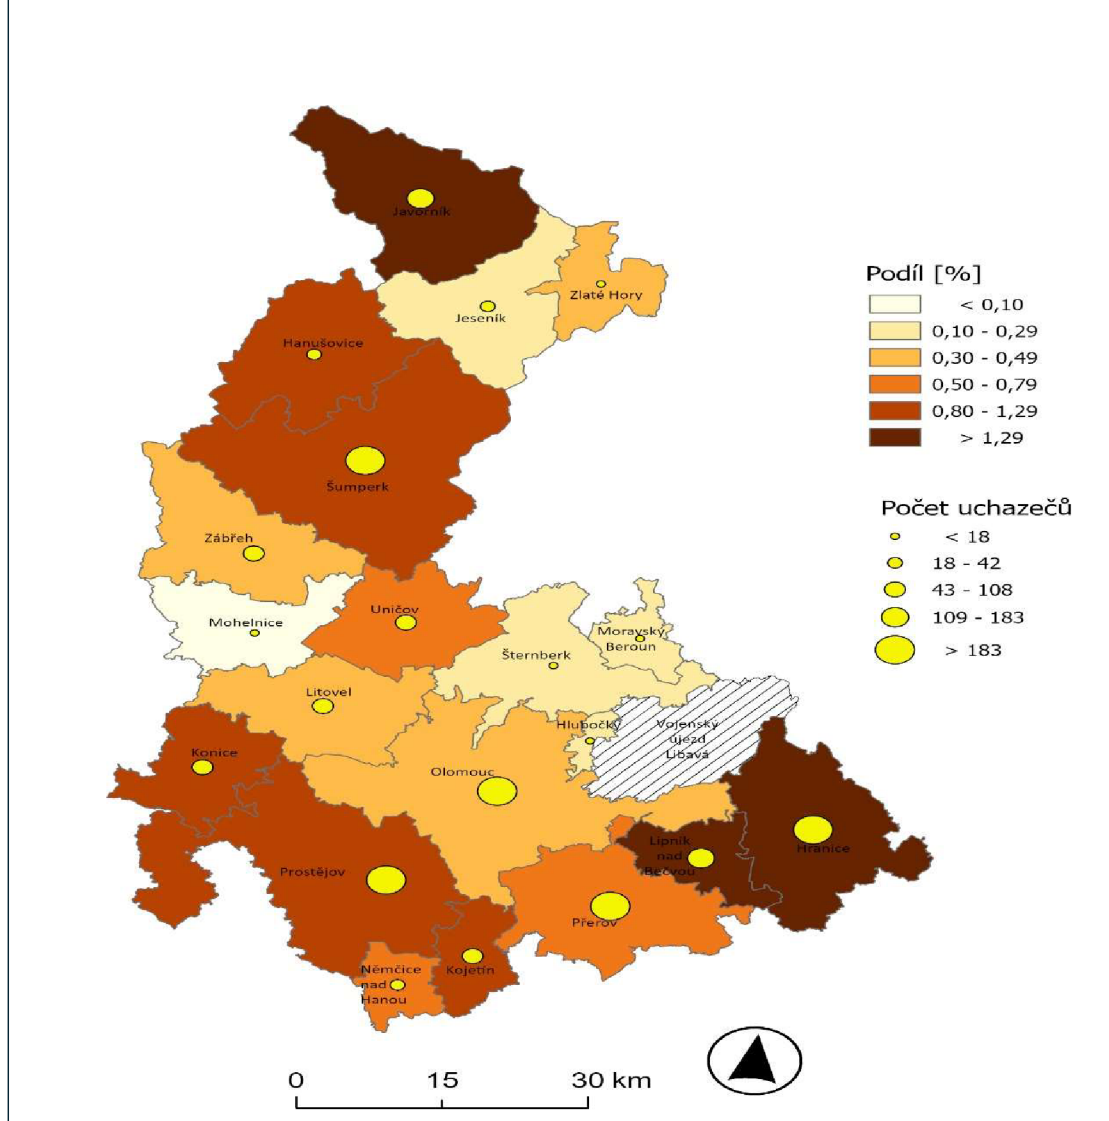 Javorník
Zlaté Hory
Jeseník
Hanušovice
Šumperk
Zábřeh
Uničov
Mohelnice
Moravský
Beroun
Šternberk
Litovel
Hlubočky
Vojenský
újezd
Libavá
Konice
Olomouc
Lipník
nad
Bečvou
Hranice
Prostějov
Přerov
Němčice
nad
Hanou
Kojetín
Podíl [%]
< 0,10
0,10 - 0,29
0,30 - 0,49
0,50 - 0,79
0,80 - 1,29
> 1,29
Počet uchazečů
< 18
18 - 42
43 - 108
109 - 183
> 183
0 15 30 km